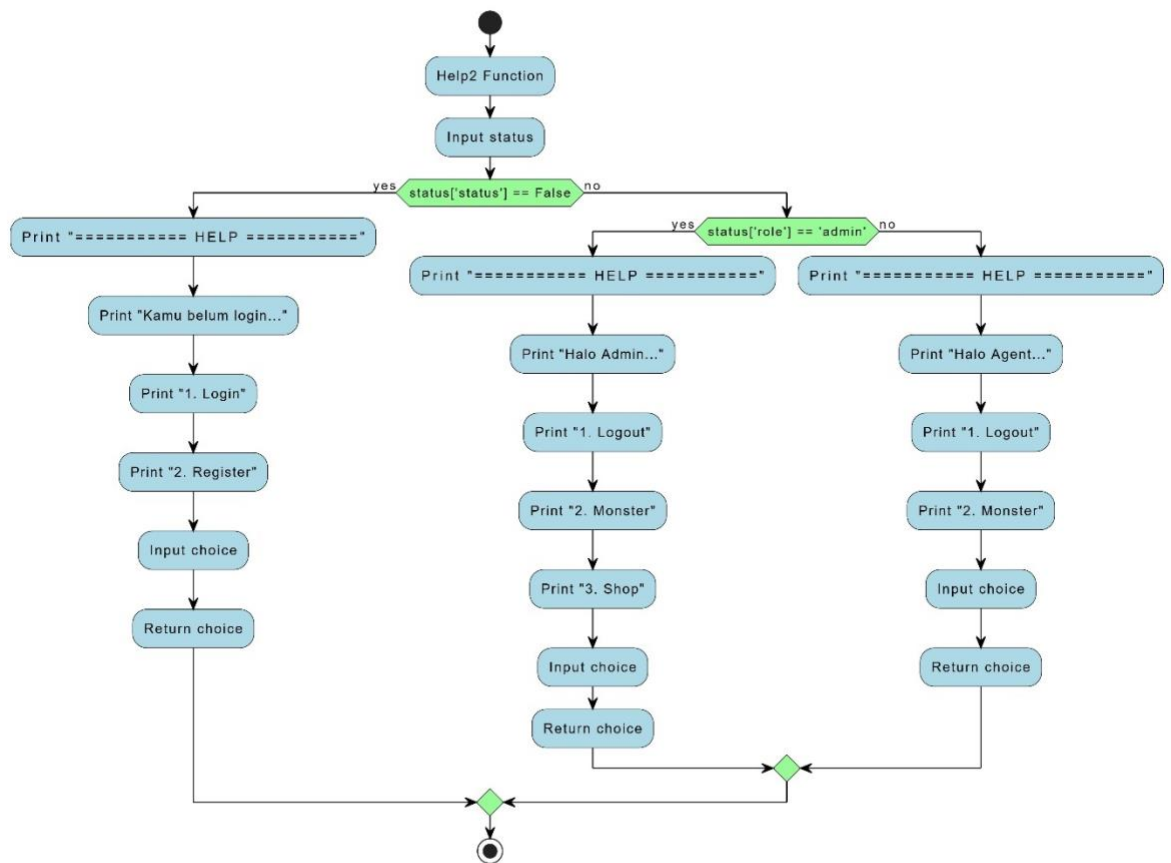 Help2 Function
Input status
yes
status['status'] == False
no
Print "=========== HELP ==========="
Print "Kamu belum login..."
Print "1. Login"
Print "2. Register"
Input choice
Return choice
yes
status['role'] == 'admin'
no
Print "=========== HELP ==========="
Print "Halo Admin..."
Print "1. Logout"
Print "2. Monster"
Print "3. Shop"
Input choice
Return choice
Print "=========== HELP ==========="
Print "Halo Agent..."
Print "1. Logout"
Print "2. Monster"
Input choice
Return choice